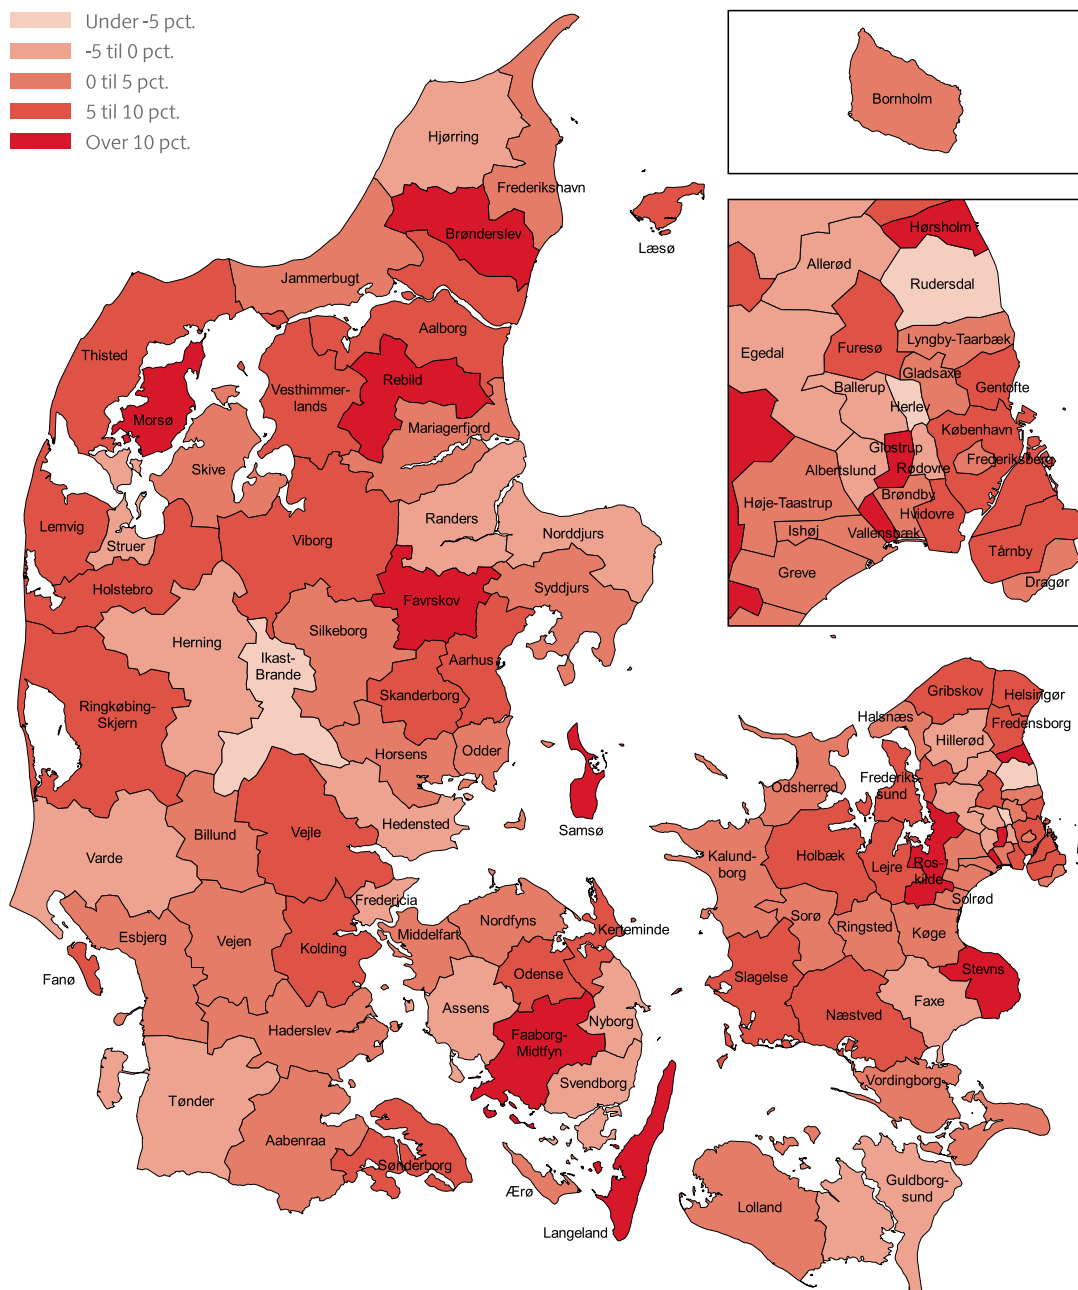 Under -5 pct.
-5 til 0 pct.
0 til 5 pct.
5 til 10 pct.
Over 10 pct.
Bornholm
Hjørring
Frederikshavn
Brønderslev
Læsø
Jammerbugt
Aalborg
Thisted
Rebild
Vesthimmer-
lands
Morsø
Mariagerfjord
Skive
Lemvig
Struer
Viborg
Randers
Norddjurs
Holstebro
Favrskov
Syddjurs
Silkeborg
Herning
Ikast-
Brande
Aarhus
Skanderborg
Ringkøbing-
Skjern
Horsens
Odder
Hedensted
Samsø
Billund
Vejle
Varde
Fredericia
Esbjerg
Vejen
Kolding
Fanø
Haderslev
Tønder
Aabenraa
Sønderborg
Middelfart
Nordfyns
Kerteminde
Odense
Assens
Nyborg
Faaborg-
Midtfyn
Svendborg
Ærø
Langeland
Hørsholm
Allerød
Rudersdal
Egedal
Furesø
Lyngby-Taarbæk
Gladsaxe
Ballerup
Gentofte
Herlev
København
Glostrup
Frederiksberg
Albertslund
Rødovre
Brøndby
Høje-Taastrup
Hvidovre
Ishøj
Vallensbæk
Tårnby
Greve
Dragør
Gribskov
Helsingør
Halsnæs
Fredensborg
Hillerød
Odsherred
Frederiks-
sund
Kalund-
borg
Holbæk
Lejre
Ros-
kilde
Solrød
Sorø
Ringsted
Køge
Slagelse
Stevns
Faxe
Næstved
Vordingborg
Guldborg-
sund
Lolland